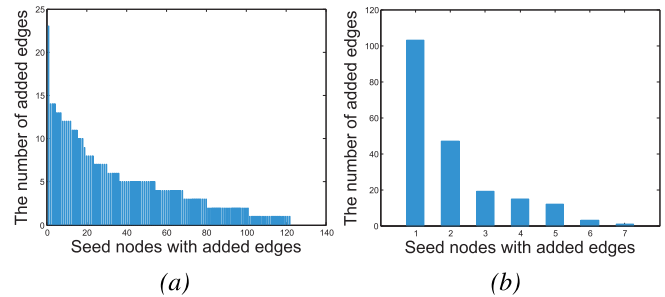 The number of added edges
25
20
15
10
5
0
0 20 40 60 80 100 120 140
Seed nodes with added edges
(a)
The number of added edges
120
100
80
60
40
20
0
1 2 3 4 5 6 7
Seed nodes with added edges
(b)